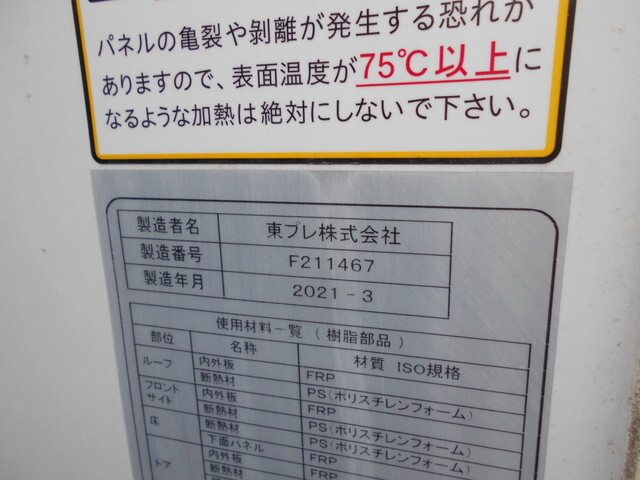 パネルの亀裂や剥離が発生する恐れが
ありますので、表面温度が75℃以上に
なるような加熱は絶対にしないで下さい。
製造者名 東プレ株式会社
製造番号 F211467
製造年月 2021-3
使用材料一覧（樹脂部品）
部位 名称 材質 ISO規格
ルーフ 内外板 FRP
断熱材 PS(ポリスチレンフォーム)
フロント サイト 内外板 FRP
断熱材 PS(ポリスチレンフォーム)
床 断熱材 PS(ポリスチレンフォーム)
下面パネル FRP
ドア 内外板 FRP
断熱材